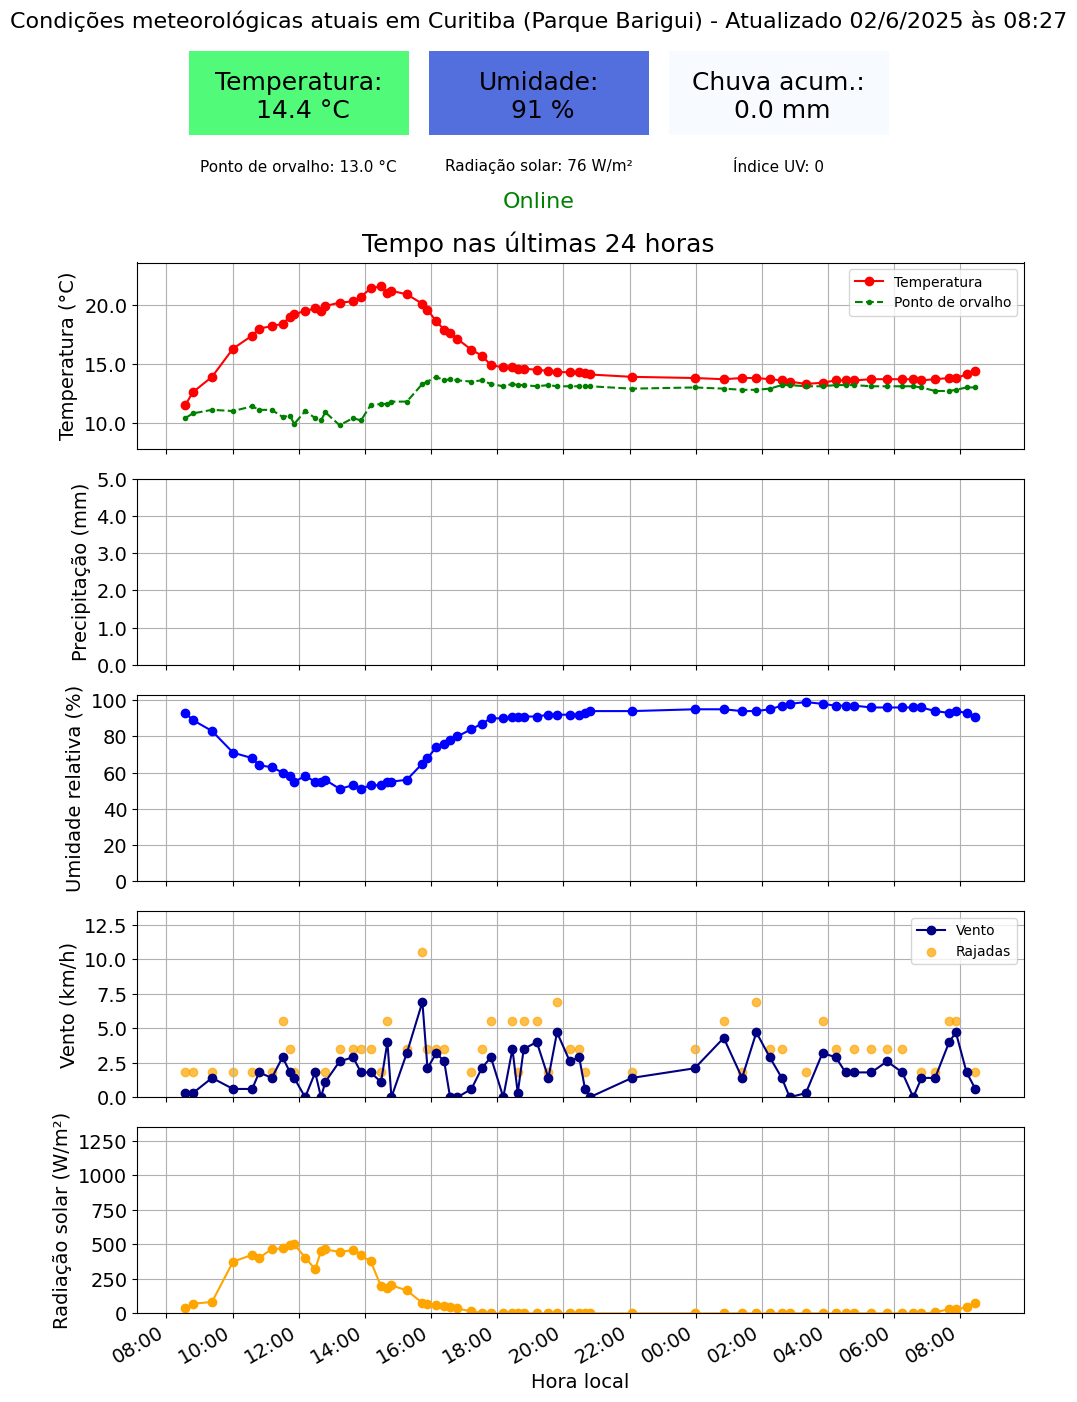 Condições meteorológicas atuais em Curitiba (Parque Barigui) - Atualizado 02/6/2025 às 08:27
Temperatura:
14.4 °C
Umidade:
91 %
Chuva acum.:
0.0 mm
Ponto de orvalho: 13.0 °C
Radiação solar: 76 W/m²
Índice UV: 0
Online
Tempo nas últimas 24 horas
Temperatura (°C)
20.0
15.0
10.0
Temperatura
Ponto de orvalho
Precipitação (mm)
5.0
4.0
3.0
2.0
1.0
0.0
Umidade relativa (%)
100
80
60
40
20
0
Vento (km/h)
12.5
10.0
7.5
5.0
2.5
0.0
Vento
Rajadas
Radiação solar (W/m²)
1250
1000
750
500
250
0
08:00
10:00
12:00
14:00
16:00
18:00
20:00
22:00
00:00
02:00
04:00
06:00
08:00
Hora local